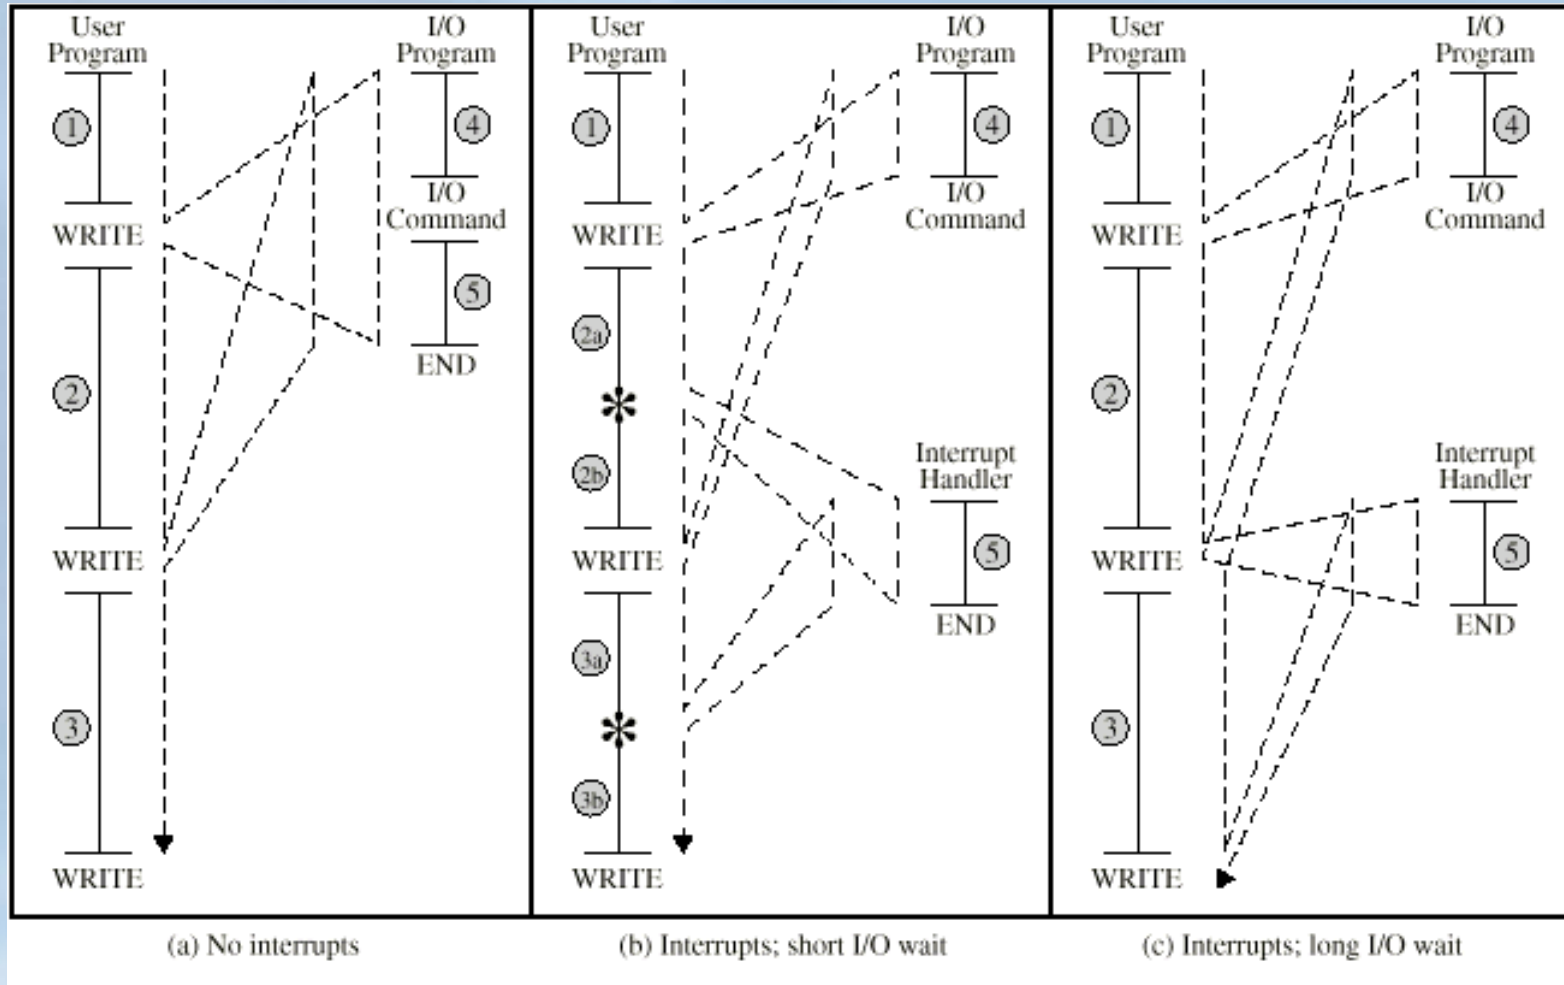 User
Program
I/O
Program
1
4
I/O
Command
WRITE
5
END
2
WRITE
3
WRITE
(a) No interrupts
User
Program
I/O
Program
1
4
I/O
Command
WRITE
2a
*
2b
Interrupt
Handler
5
END
WRITE
3a
*
3b
WRITE
(b) Interrupts; short I/O wait
User
Program
I/O
Program
1
4
I/O
Command
WRITE
2
Interrupt
Handler
5
END
WRITE
3
WRITE
(c) Interrupts; long I/O wait